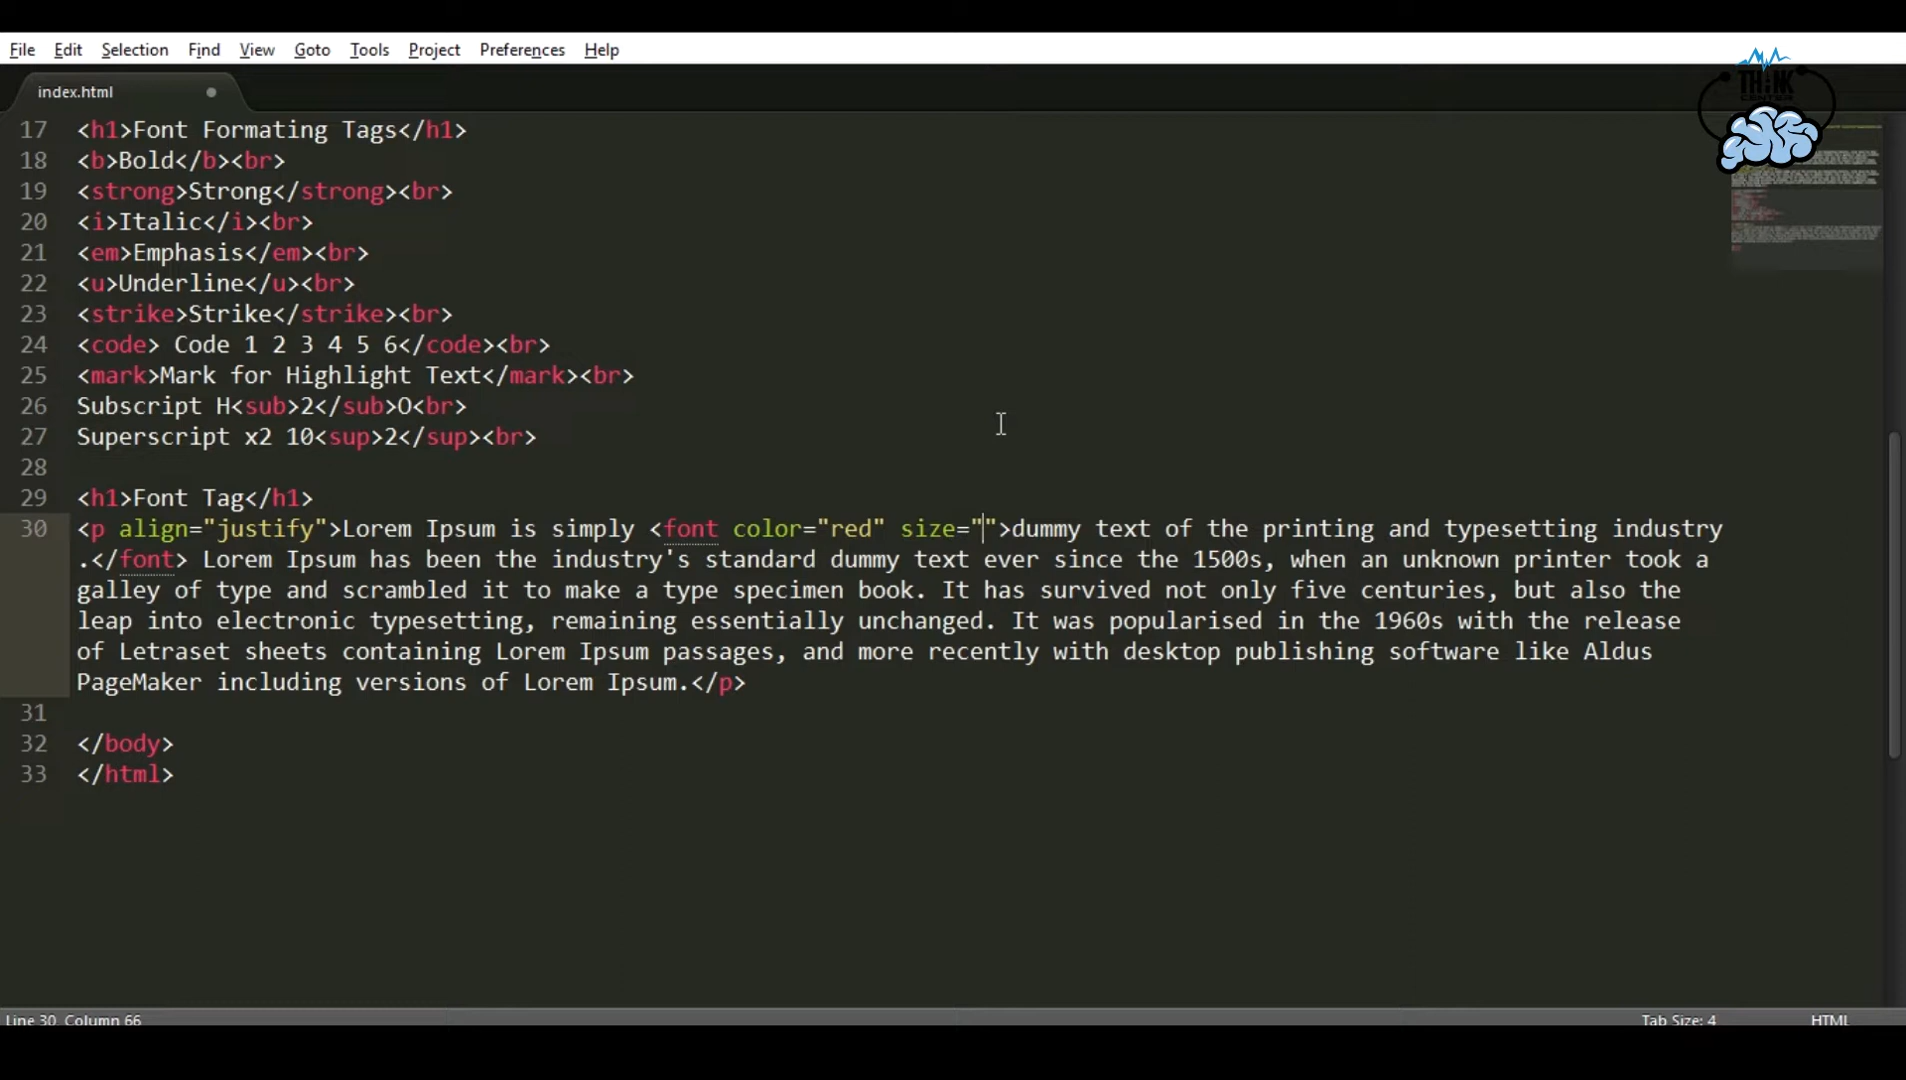 File Edit Selection Find View Goto Tools Project Preferences Help
THiNK
CENTER
index.html
17 <h1>Font Formating Tags</h1>
18 <b>Bold</b><br>
19 <strong>Strong</strong><br>
20 <i>Italic</i><br>
21 <em>Emphasis</em><br>
22 <u>Underline</u><br>
23 <strike>Strike</strike><br>
24 <code> Code 1 2 3 4 5 6</code><br>
25 <mark>Mark for Highlight Text</mark><br>
26 Subscript H<sub>2</sub>O<br>
27 Superscript x2 10<sup>2</sup><br>
28
29 <h1>Font Tag</h1>
30 <p align="justify">Lorem Ipsum is simply <font color="red" size="">dummy text of the printing and typesetting industry
.</font> Lorem Ipsum has been the industry's standard dummy text ever since the 1500s, when an unknown printer took a
galley of type and scrambled it to make a type specimen book. It has survived not only five centuries, but also the
leap into electronic typesetting, remaining essentially unchanged. It was popularised in the 1960s with the release
of Letraset sheets containing Lorem Ipsum passages, and more recently with desktop publishing software like Aldus
PageMaker including versions of Lorem Ipsum.</p>
31
32 </body>
33 </html>
Line 30, Column 66 Tab Size: 4 HTML